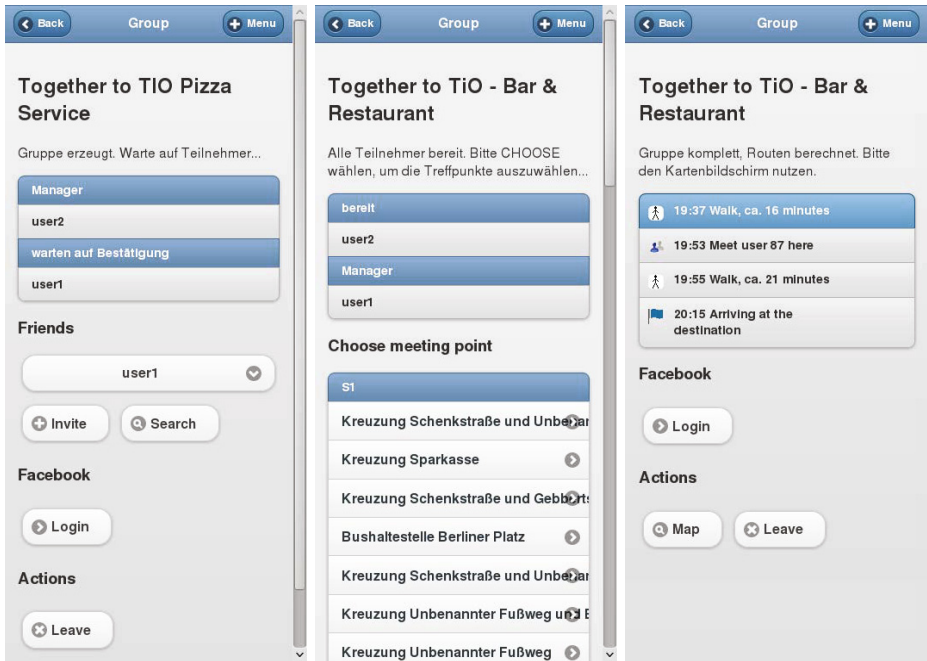 Back
Group
Menu
Together to TIO Pizza
Service
Gruppe erzeugt. Warte auf Teilnehmer...
Manager
user2
warten auf Bestätigung
user1
Friends
user1
Invite
Search
Facebook
Login
Actions
Leave
Back
Group
Menu
Together to TiO - Bar &
Restaurant
Alle Teilnehmer bereit. Bitte CHOOSE
wählen, um die Treffpunkte auszuwählen...
bereit
user2
Manager
user1
Choose meeting point
S1
Kreuzung Schenkstraße und
Kreuzung Sparkasse
Kreuzung Schenkstraße und
Bushaltestelle Berliner Platz
Kreuzung Schenkstraße und
Kreuzung Unbenannter Fußweg
Kreuzung Unbenannter Fußweg
Back
Group
Menu
Together to TiO - Bar &
Restaurant
Gruppe komplett, Routen berechnet. Bitte
den Kartenbildschirm nutzen.
19:37 Walk, ca. 16 minutes
19:53 Meet user 87 here
19:55 Walk, ca. 21 minutes
20:15 Arriving at the
destination
Facebook
Login
Actions
Map
Leave